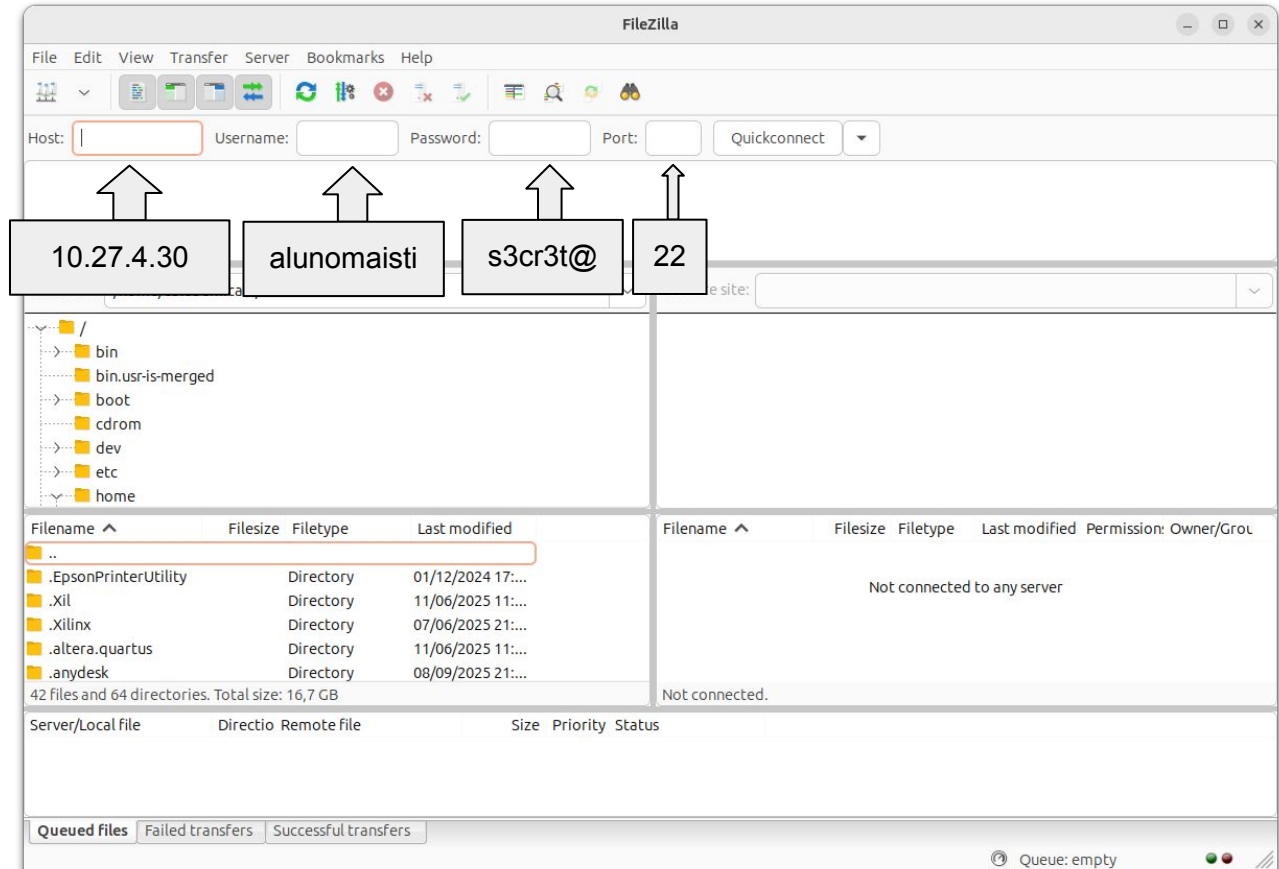 FileZilla
File Edit View Transfer Server Bookmarks Help
Host: Username: Password: Port: Quickconnect
10.27.4.30 alunomaisti s3cr3t@ 22
site:
/
bin
bin.usr-is-merged
boot
cdrom
dev
etc
home
Filename Filesize Filetype Last modified
..
.EpsonPrinterUtility Directory 01/12/2024 17:...
.Xil Directory 11/06/2025 11:...
.Xilinx Directory 07/06/2025 21:...
.altera.quartus Directory 11/06/2025 11:...
.anydesk Directory 08/09/2025 21:...
42 files and 64 directories. Total size: 16,7 GB
Filename Filesize Filetype Last modified Permission: Owner/Grou
Not connected to any server
Not connected.
Server/Local file Directio Remote file Size Priority Status
Queued files Failed transfers Successful transfers
Queue: empty